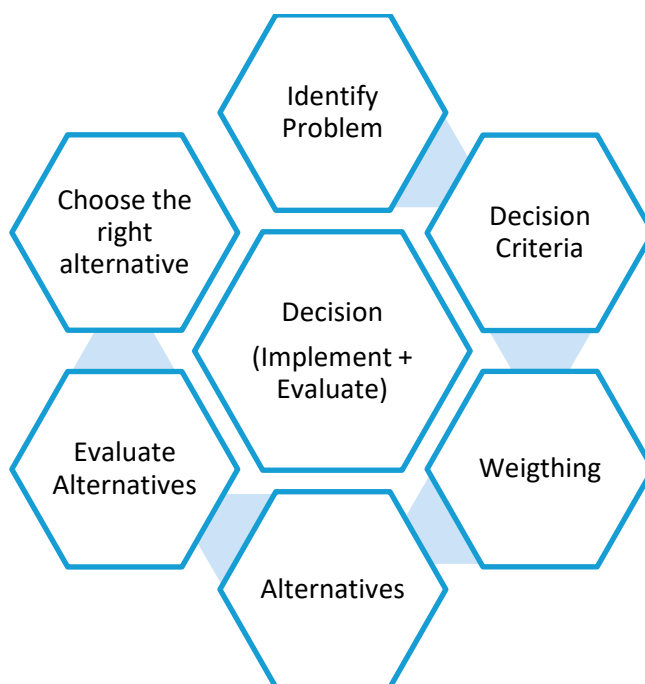 Identify
Problem
Decision
Criteria
Weigthing
Alternatives
Evaluate
Alternatives
Choose the
right
alternative
Decision
(Implement +
Evaluate)